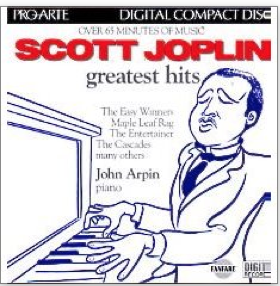 PRO·ARTE DIGITAL COMPACT DISC
OVER 65 MINUTES OF MUSIC
SCOTT JOPLIN
greatest hits
The Easy Winners
Maple Leaf Rag
The Entertainer
The Cascades
many others
John Arpin
piano
FANFARE
DIGITAL
RECORDING